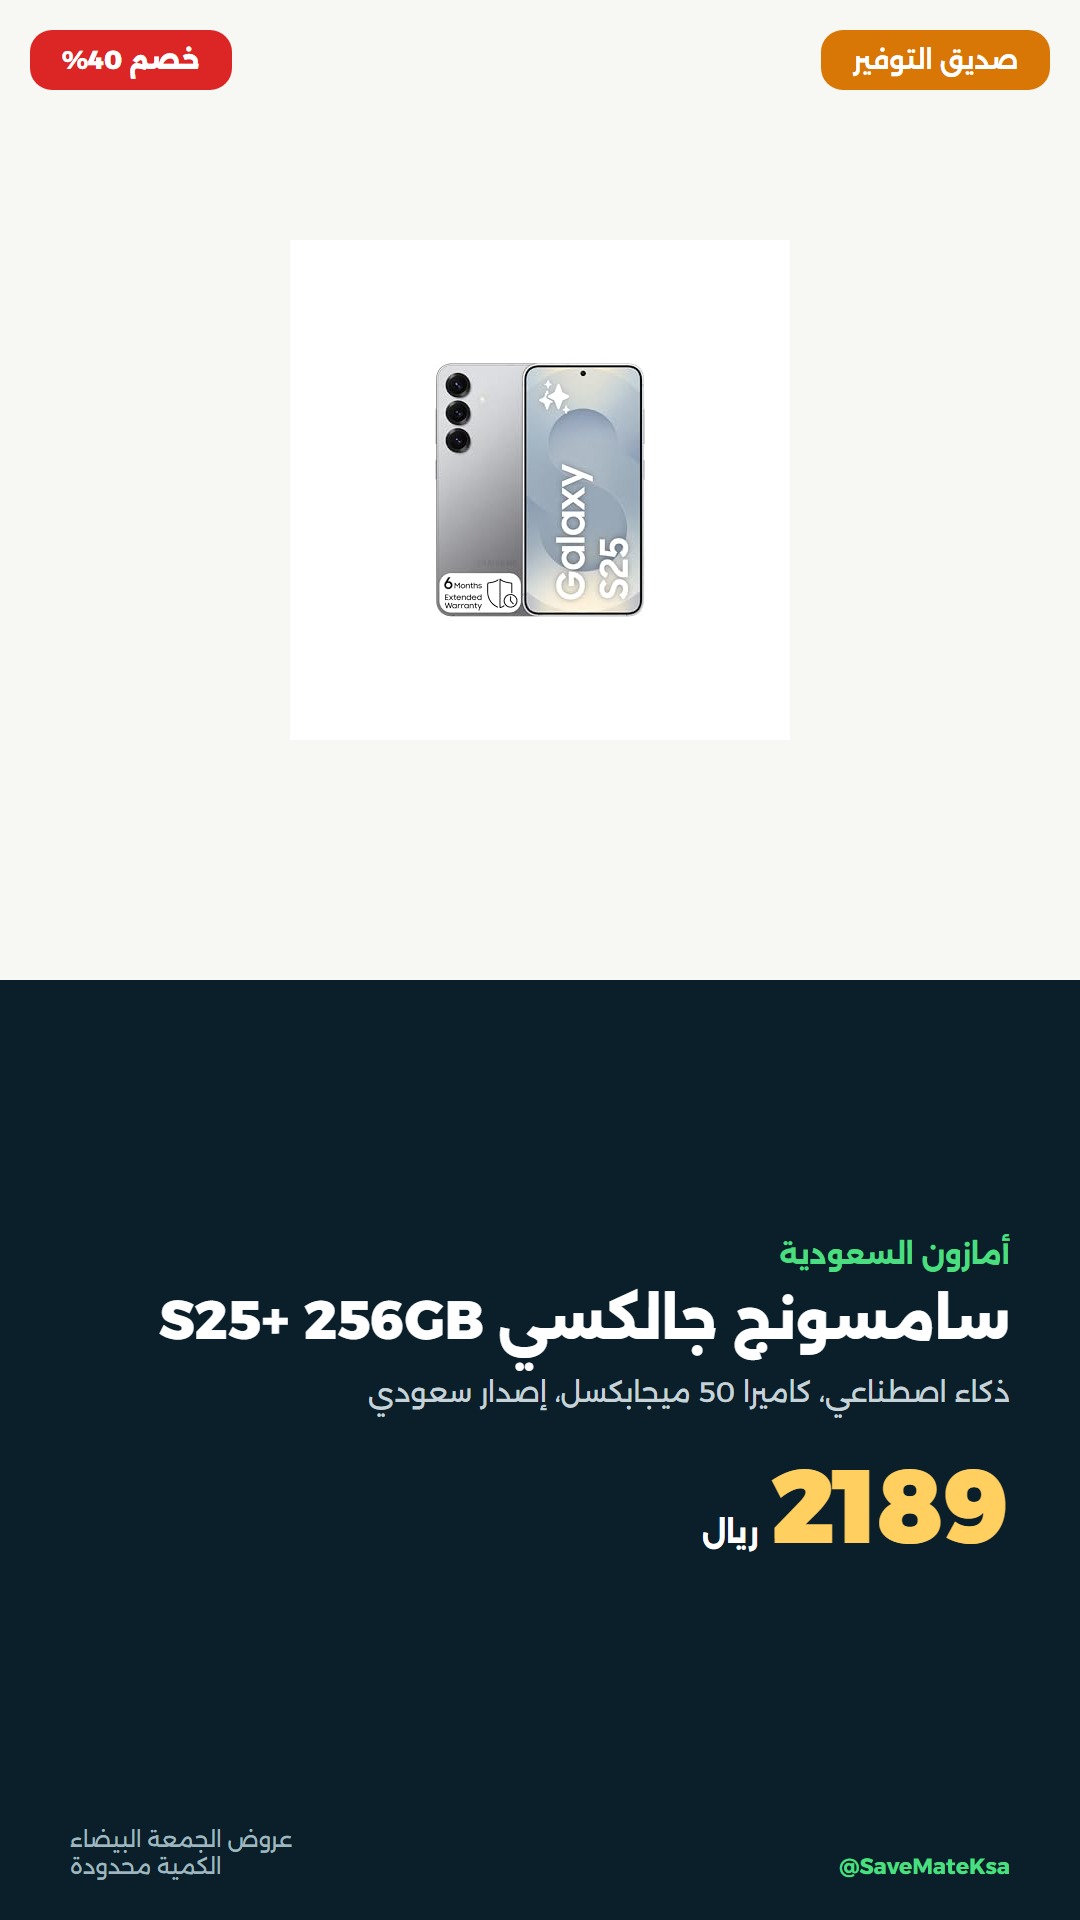 صديق التوفير
خصم 40%
Galaxy
S25
6 Months
Extended
Warranty
أمازون السعودية
سامسونج جالكسي S25+ 256GB
ذكاء اصطناعي، كاميرا 50 ميجابكسل، إصدار سعودي
2189 ريال
عروض الجمعة البيضاء
الكمية محدودة
@SaveMateKsa